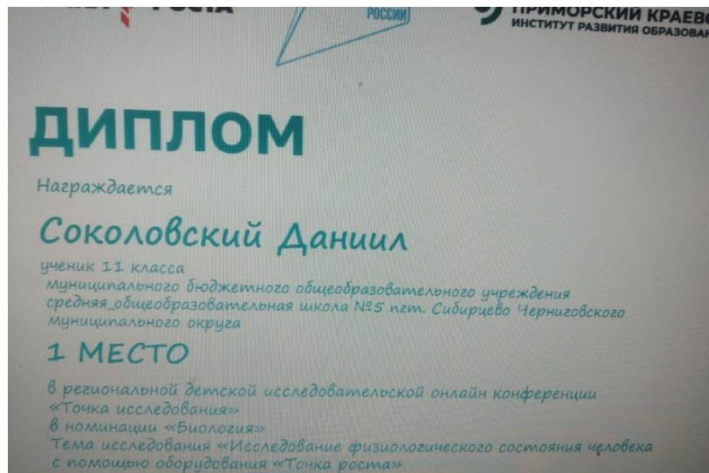 РОСТА
РОССИИ
ПРИМОРСКИЙ КРАЕВО
ИНСТИТУТ РАЗВИТИЯ ОБРАЗОВАН
ДИПЛОМ
Награждается
Соколовский Даниил
ученик 11 класса
муниципального бюджетного общеобразовательного учреждения
средняя_общеобразовательная школа №5 пгт. Сибирцево Черниговского
муниципального округа
1 МЕСТО
в региональной детской исследовательской онлайн конференции
«Точка исследования»
в номинации «Биология»
Тема исследования «Исследование физиологического состояния человека
с помощью оборудования «Точка роста»